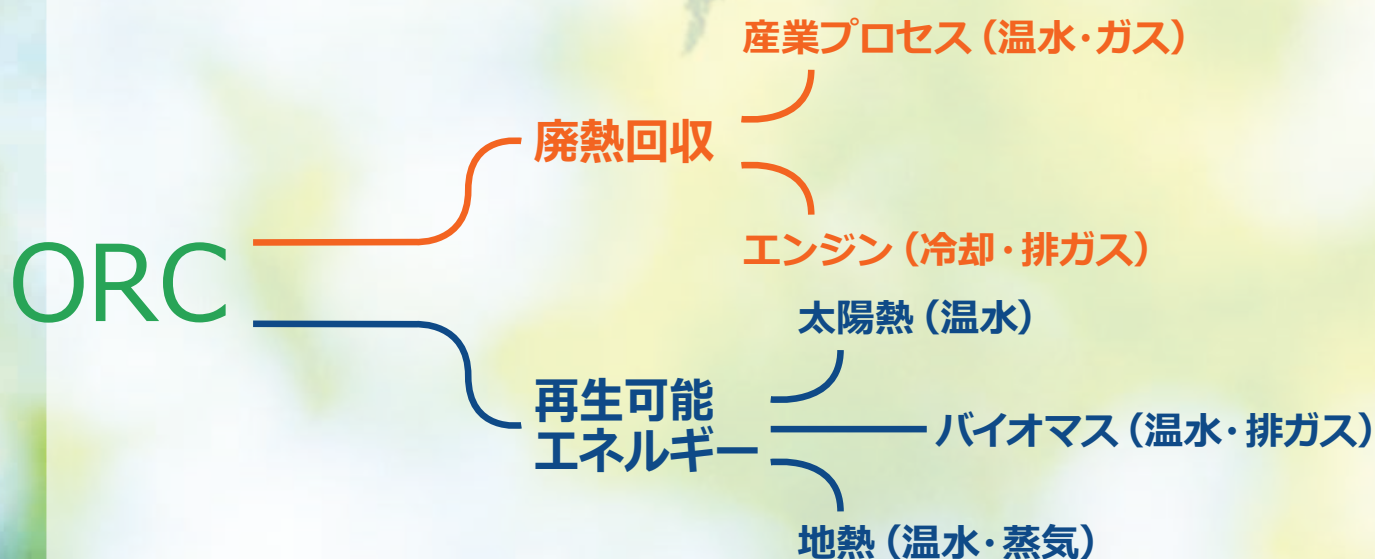 ORC
廃熱回収
産業プロセス（温水・ガス）
エンジン（冷却・排ガス）
再生可能
エネルギー
太陽熱（温水）
バイオマス（温水・排ガス）
地熱（温水・蒸気）